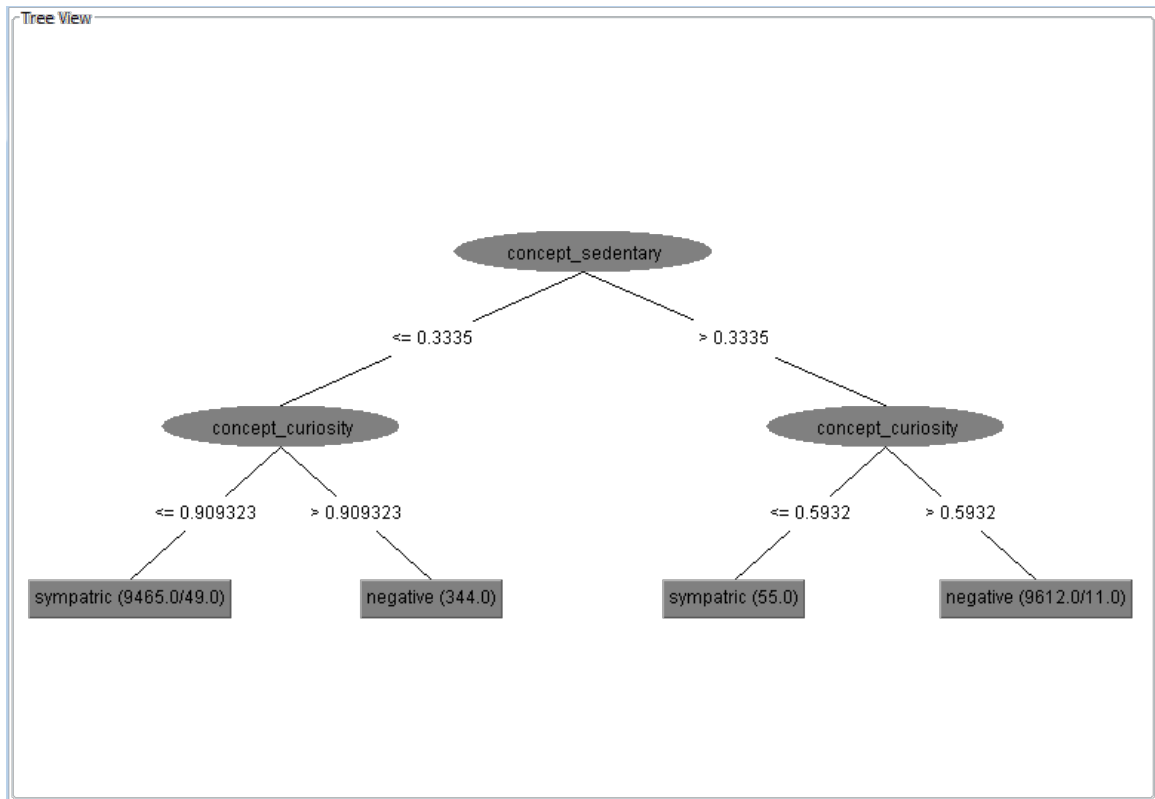 Tree View
concept_sedentary
<= 0.3335
> 0.3335
concept_curiosity
concept_curiosity
<= 0.909323
> 0.909323
<= 0.5932
> 0.5932
sympatric (9465.0/49.0)
negative (344.0)
sympatric (55.0)
negative (9612.0/11.0)